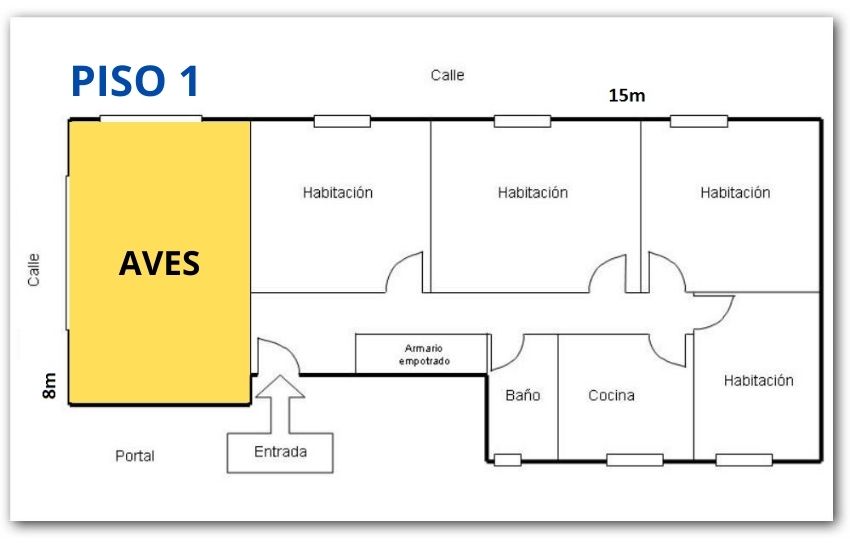 PISO 1
Calle
15m
Habitación
Habitación
Habitación
AVES
Calle
Armario
empotrado
8m
Habitación
Baño
Cocina
Portal
Entrada